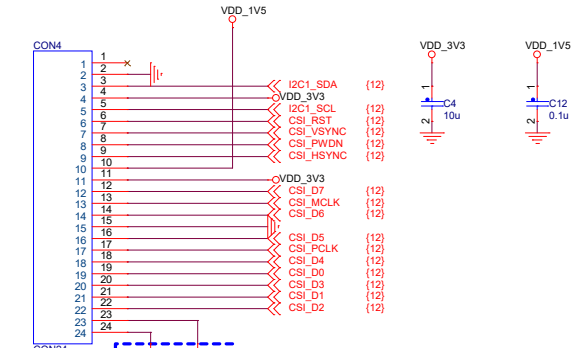 VDD_1V5
CON4
VDD_3V3
VDD_1V5
1 1
2 2
3 3 I2C1_SDA {12}
4 4 VDD_3V3
5 5 I2C1_SCL {12}
6 6 CSI_RST {12}
7 7 CSI_VSYNC {12}
8 8 CSI_PWDN {12}
9 9 CSI_HSYNC {12}
10 10
1 C4 2
10u
1 C12 2
0.1u
11 11 VDD_3V3
12 12 CSI_D7 {12}
13 13 CSI_MCLK {12}
14 14 CSI_D6 {12}
15 15
16 16 CSI_D5 {12}
17 17 CSI_PCLK {12}
18 18 CSI_D4 {12}
19 19 CSI_D0 {12}
20 20 CSI_D3 {12}
21 21 CSI_D1 {12}
22 22 CSI_D2 {12}
23 23
24 24